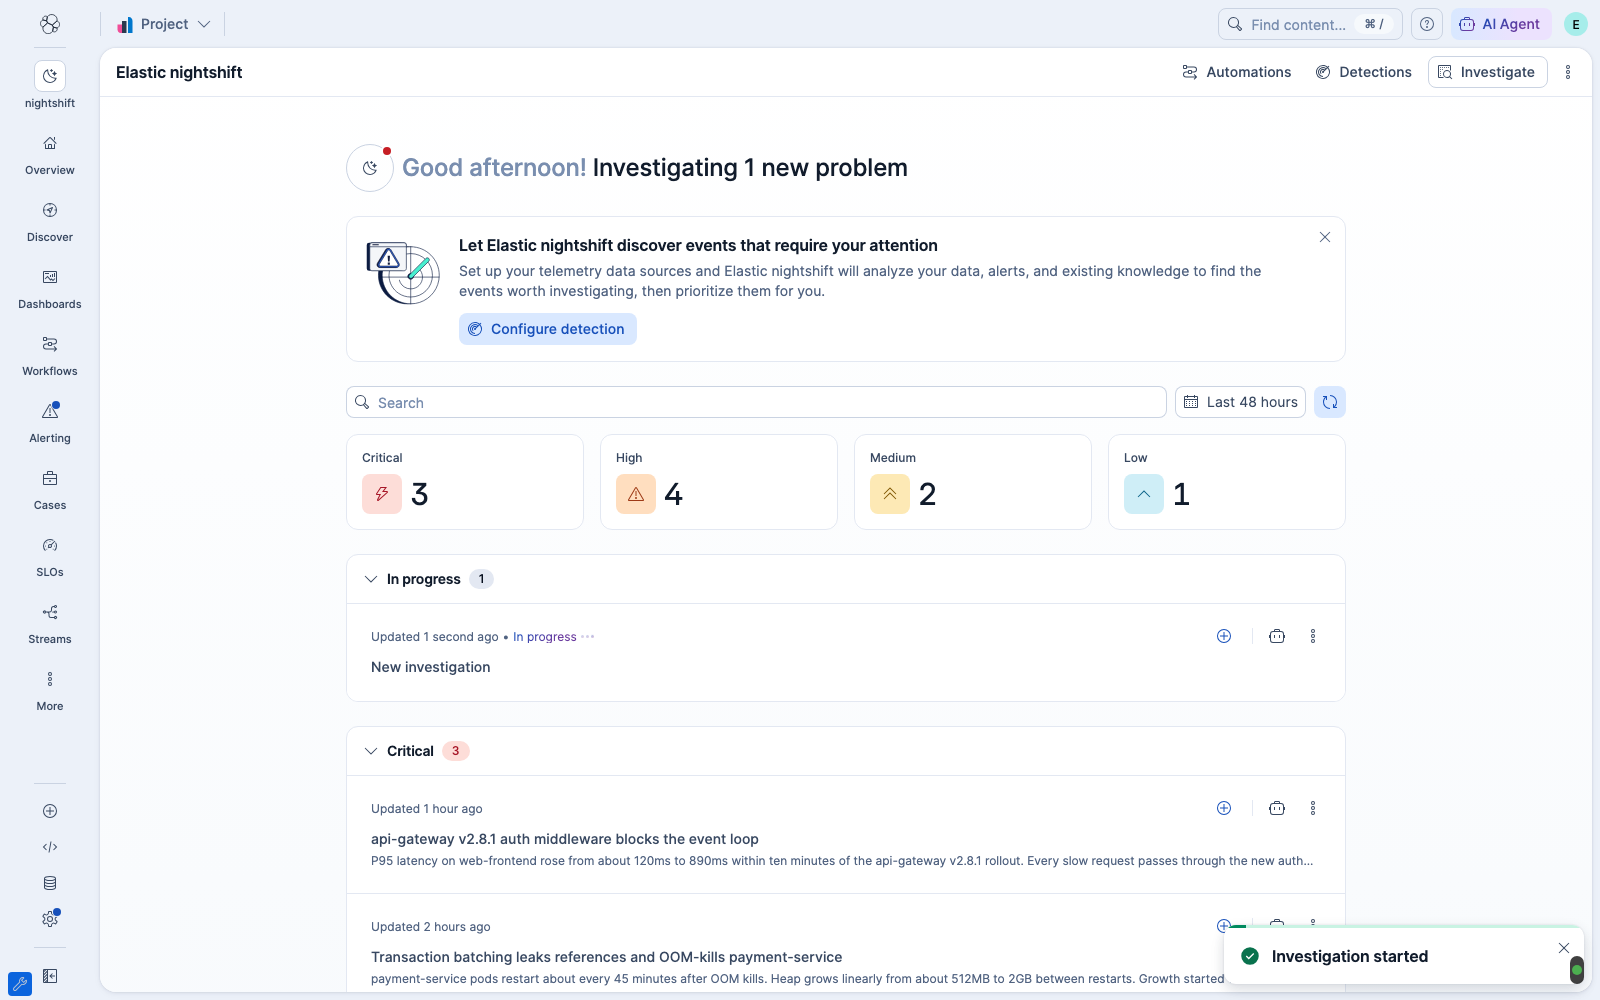 Project
Find content...
⌘ /
AI Agent
E
nightshift
Overview
Discover
Dashboards
Workflows
Alerting
Cases
SLOs
Streams
More
Elastic nightshift
Automations
Detections
Investigate
Good afternoon! Investigating 1 new problem
Let Elastic nightshift discover events that require your attention
Set up your telemetry data sources and Elastic nightshift will analyze your data, alerts, and existing knowledge to find the
events worth investigating, then prioritize them for you.
Configure detection
Search
Last 48 hours
Critical
3
High
4
Medium
2
Low
1
In progress 1
Updated 1 second ago • In progress
New investigation
Critical 3
Updated 1 hour ago
api-gateway v2.8.1 auth middleware blocks the event loop
P95 latency on web-frontend rose from about 120ms to 890ms within ten minutes of the api-gateway v2.8.1 rollout. Every slow request passes through the new auth...
Updated 2 hours ago
Transaction batching leaks references and OOM-kills payment-service
payment-service pods restart about every 45 minutes after OOM kills. Heap grows linearly from about 512MB to 2GB between restarts. Growth started
Investigation started